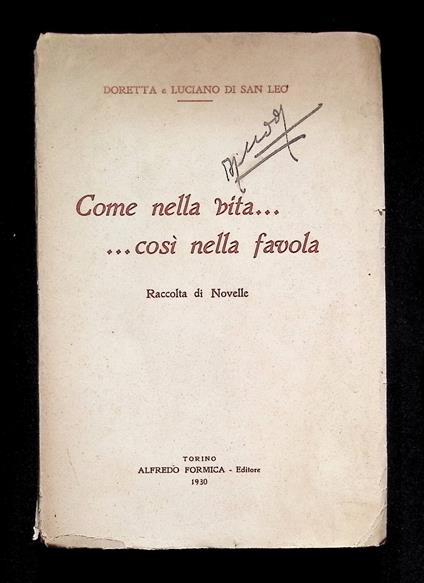 DORETTA e LUCIANO DI SAN LEO
Come nella vita...
...così nella favola
Raccolta di Novelle
TORINO
ALFREDO FORMICA - Editore
1930